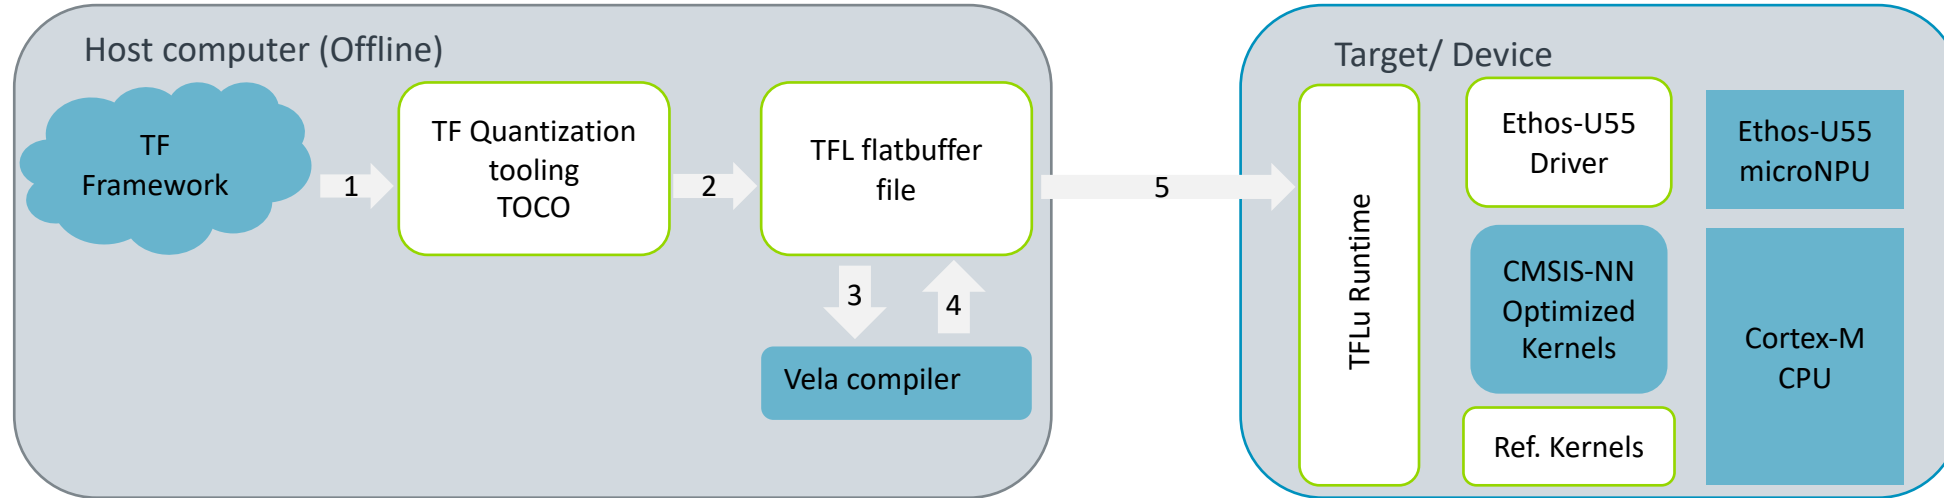 Host computer (Offline)
TF
Framework
1
TF Quantization
tooling
TOCO
2
TFL flatbuffer
file
3
4
Vela compiler
5
Target/ Device
TFLu Runtime
Ethos-U55
Driver
CMSIS-NN
Optimized
Kernels
Ref. Kernels
Ethos-U55
microNPU
Cortex-M
CPU